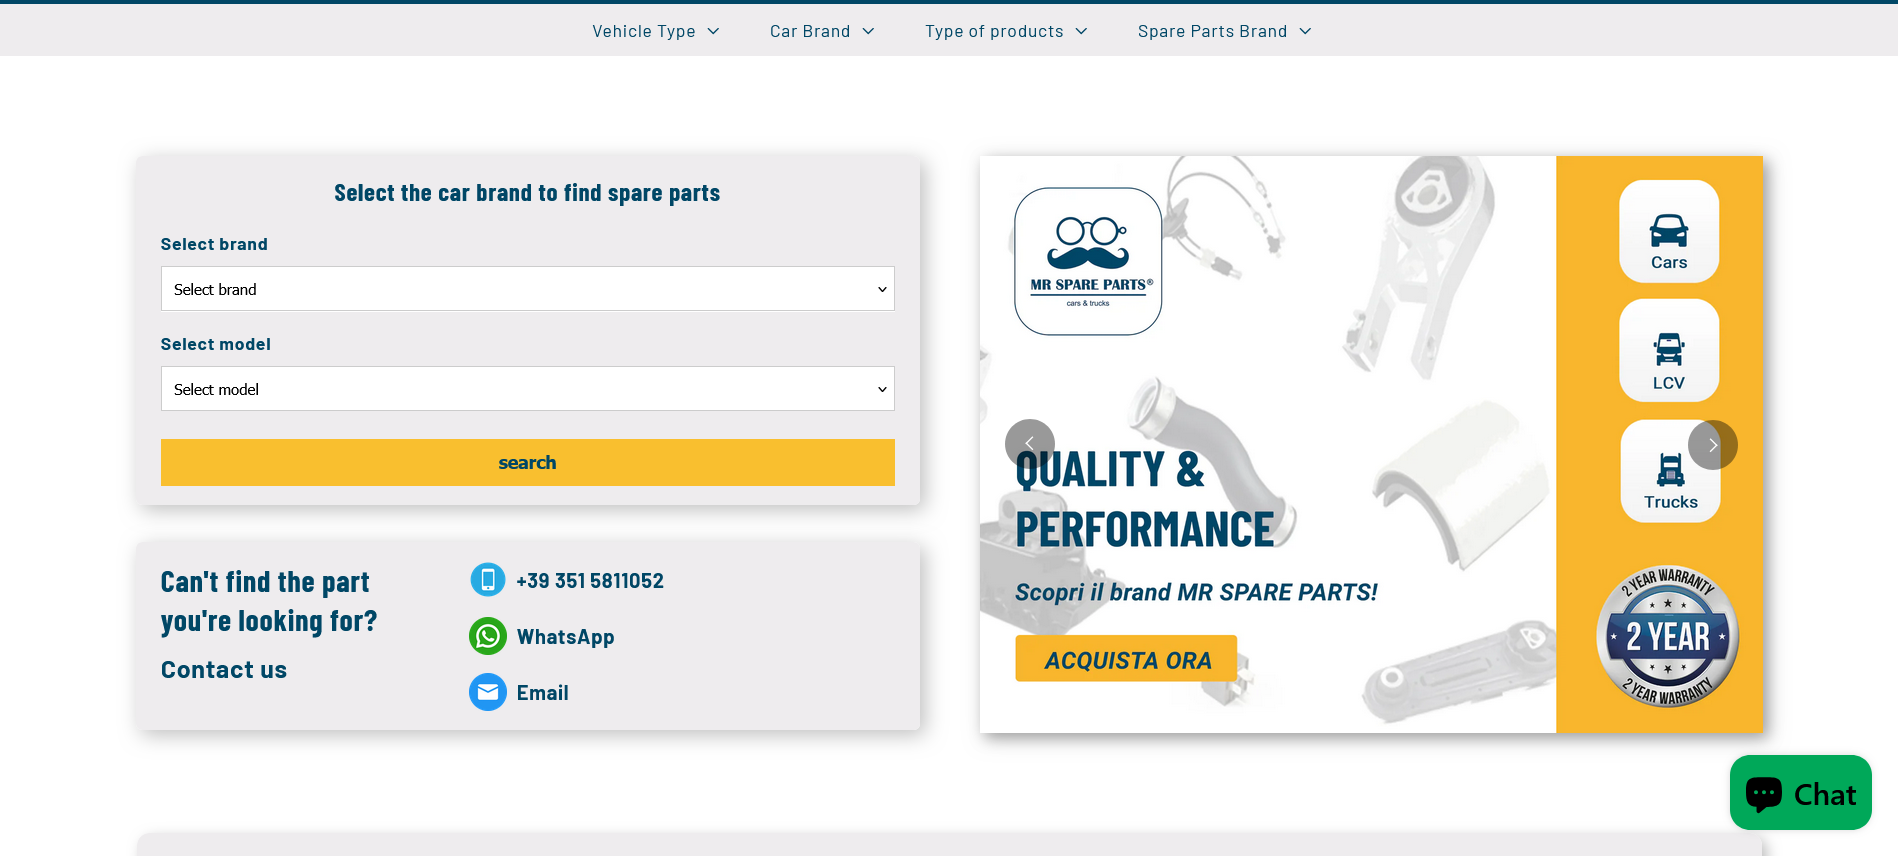 Vehicle Type
Car Brand
Type of products
Spare Parts Brand
Select the car brand to find spare parts
Select brand
Select brand
Select model
Select model
search
Can't find the part
you're looking for?
Contact us
+39 351 5811052
WhatsApp
Email
MR SPARE PARTS®
cars & trucks
QUALITY &
PERFORMANCE
Scopri il brand MR SPARE PARTS!
ACQUISTA ORA
Cars
LCV
Trucks
2 YEAR WARRANTY
2 YEAR
2 YEAR WARRANTY
Chat